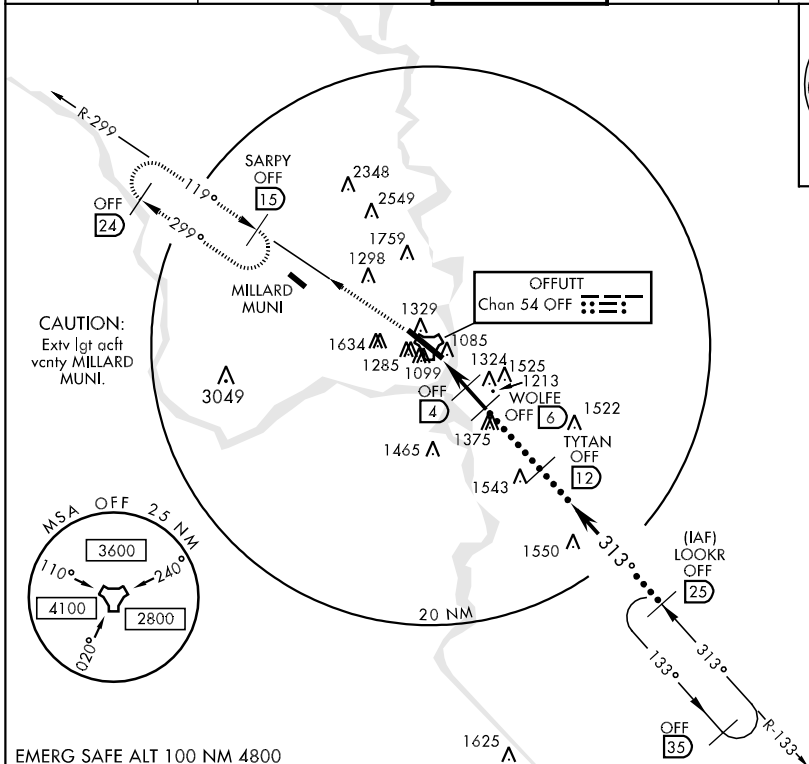 R-299
SARPY
OFF
15
119°
299°
OFF
24
2348
2549
1759
1298
MILLARD
MUNI
OFFUTT
Chan 54 OFF
CAUTION:
Extv lgt acft
vcnty MILLARD
MUNI.
1329
1634
1085
1285
1099
1324
1525
1213
3049
OFF
4
WOLFE
OFF
6
1522
1375
1465
TYTAN
OFF
12
1543
1550
313°
(IAF)
LOOKR
OFF
25
MSA OFF 25 NM
3600
110°
240°
4100
2800
020°
20 NM
313°
133°
OFF
35
R-133
1625
EMERG SAFE ALT 100 NM 4800